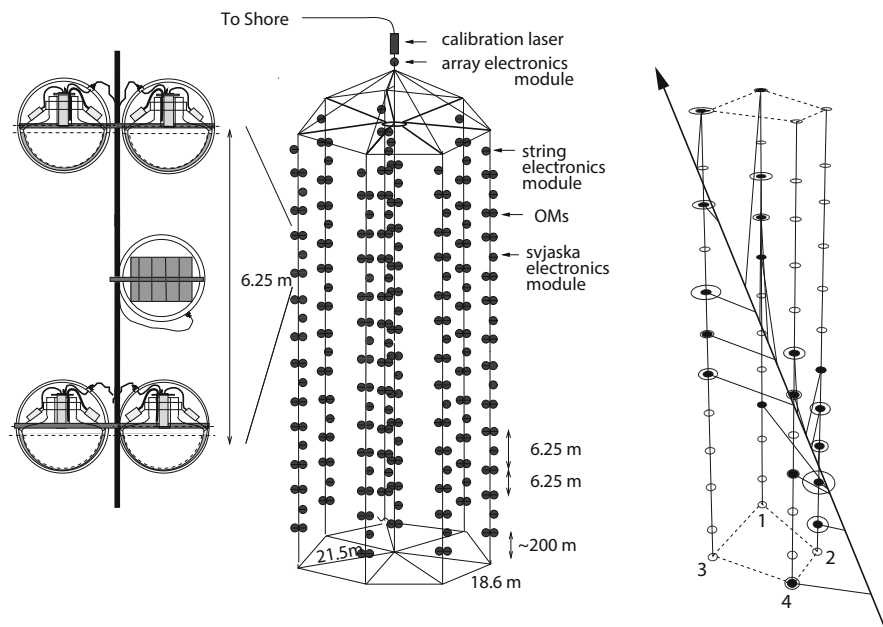 To Shore
calibration laser
array electronics
module
string
electronics
module
OMs
svjaska
electronics
module
6.25 m
6.25 m
6.25 m
~200 m
21.5m
18.6 m
1
2
3
4